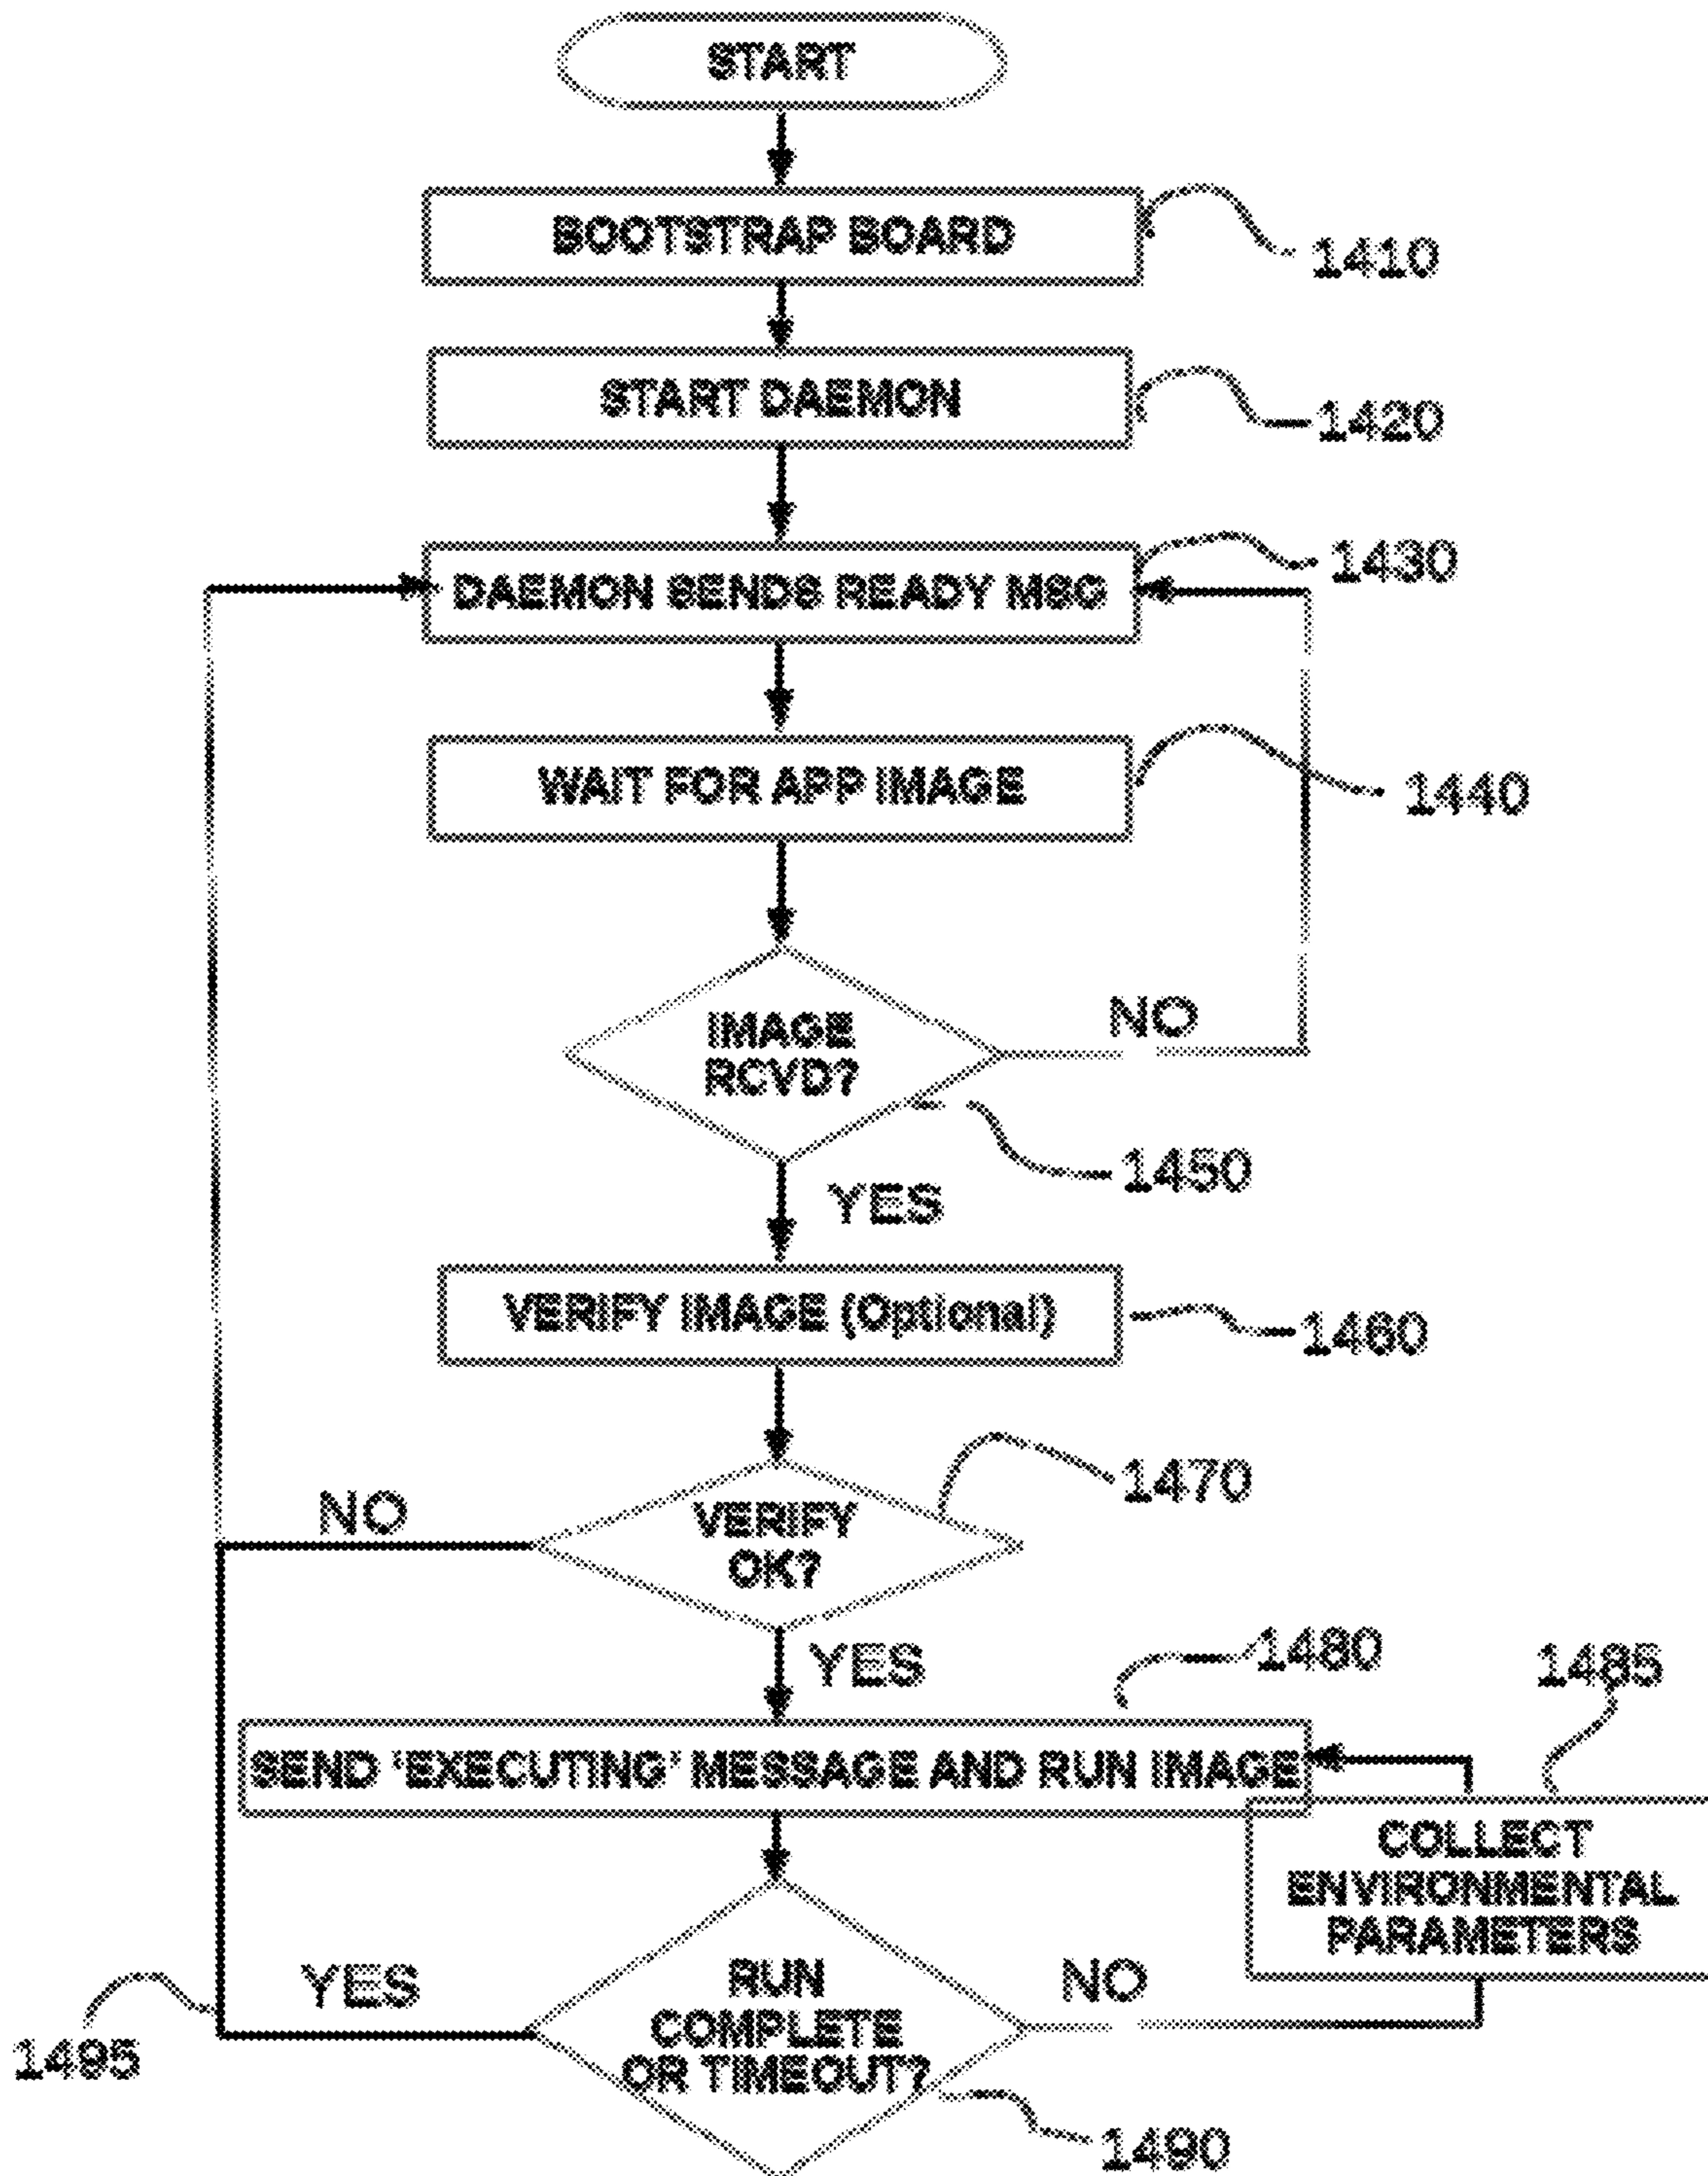 START
BOOTSTRAP BOARD
1410
START DAEMON
1420
DAEMON SENDS READY MSG
1430
WAIT FOR APP IMAGE
1440
IMAGE
RCVD?
NO
1450
YES
VERIFY IMAGE (Optional)
1460
VERIFY
OK?
1470
NO
YES
1480
1485
SEND ‘EXECUTING’ MESSAGE AND RUN IMAGE
COLLECT
ENVIRONMENTAL
PARAMETERS
RUN
COMPLETE
OR TIMEOUT?
YES
NO
1495
1490